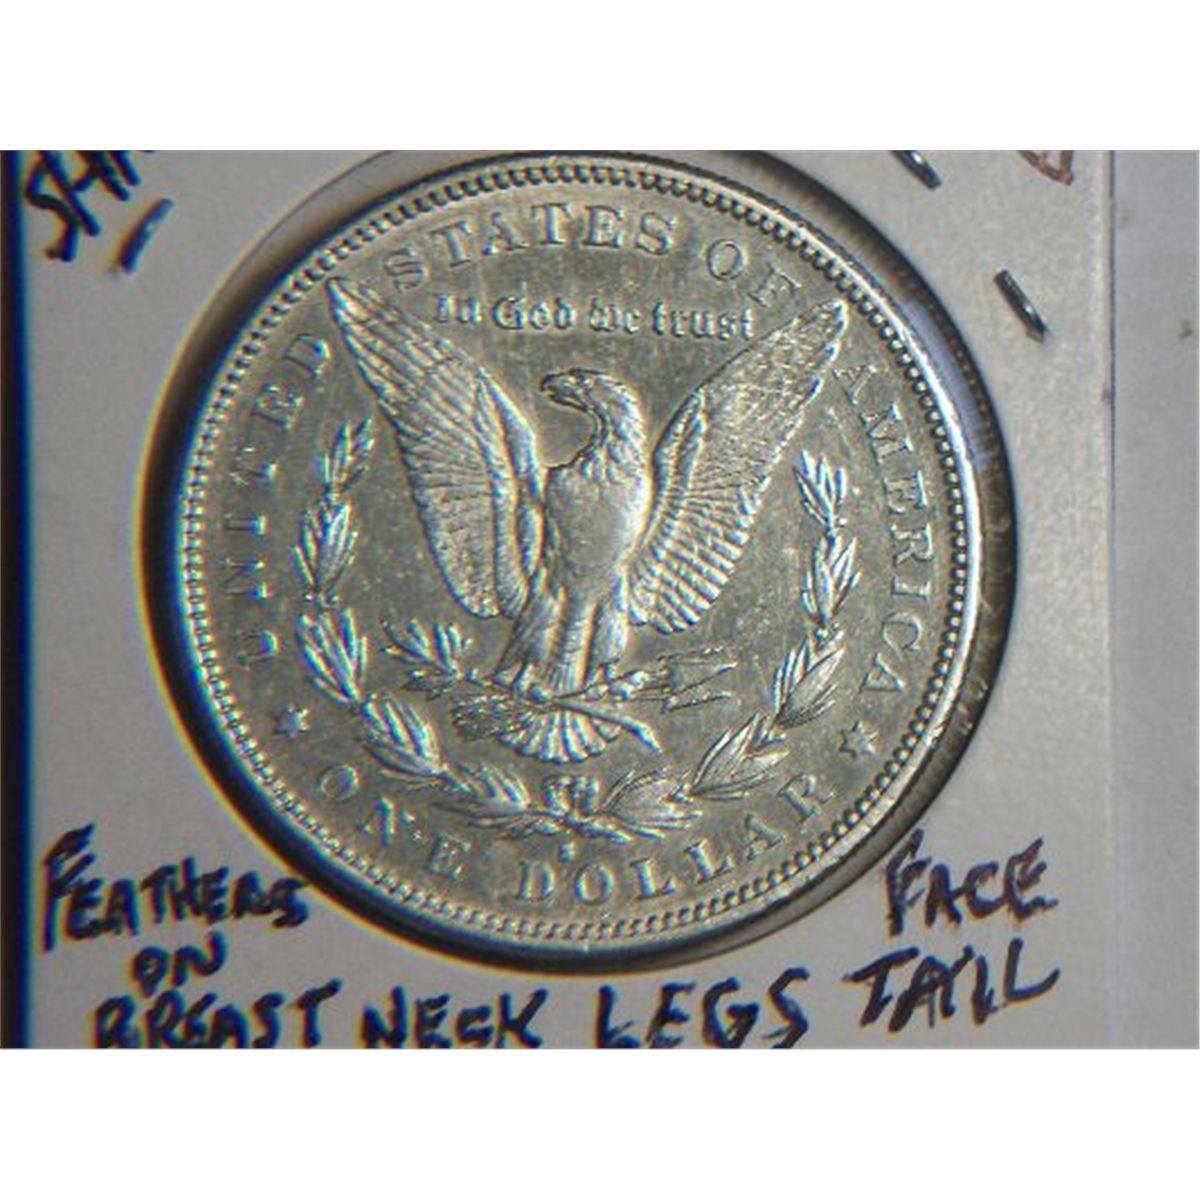 UNITED STATES OF AMERICA
In God we trust
ONE DOLLAR
FEATHERS
ON
BREAST NECK LEGS
FACE
TAIL